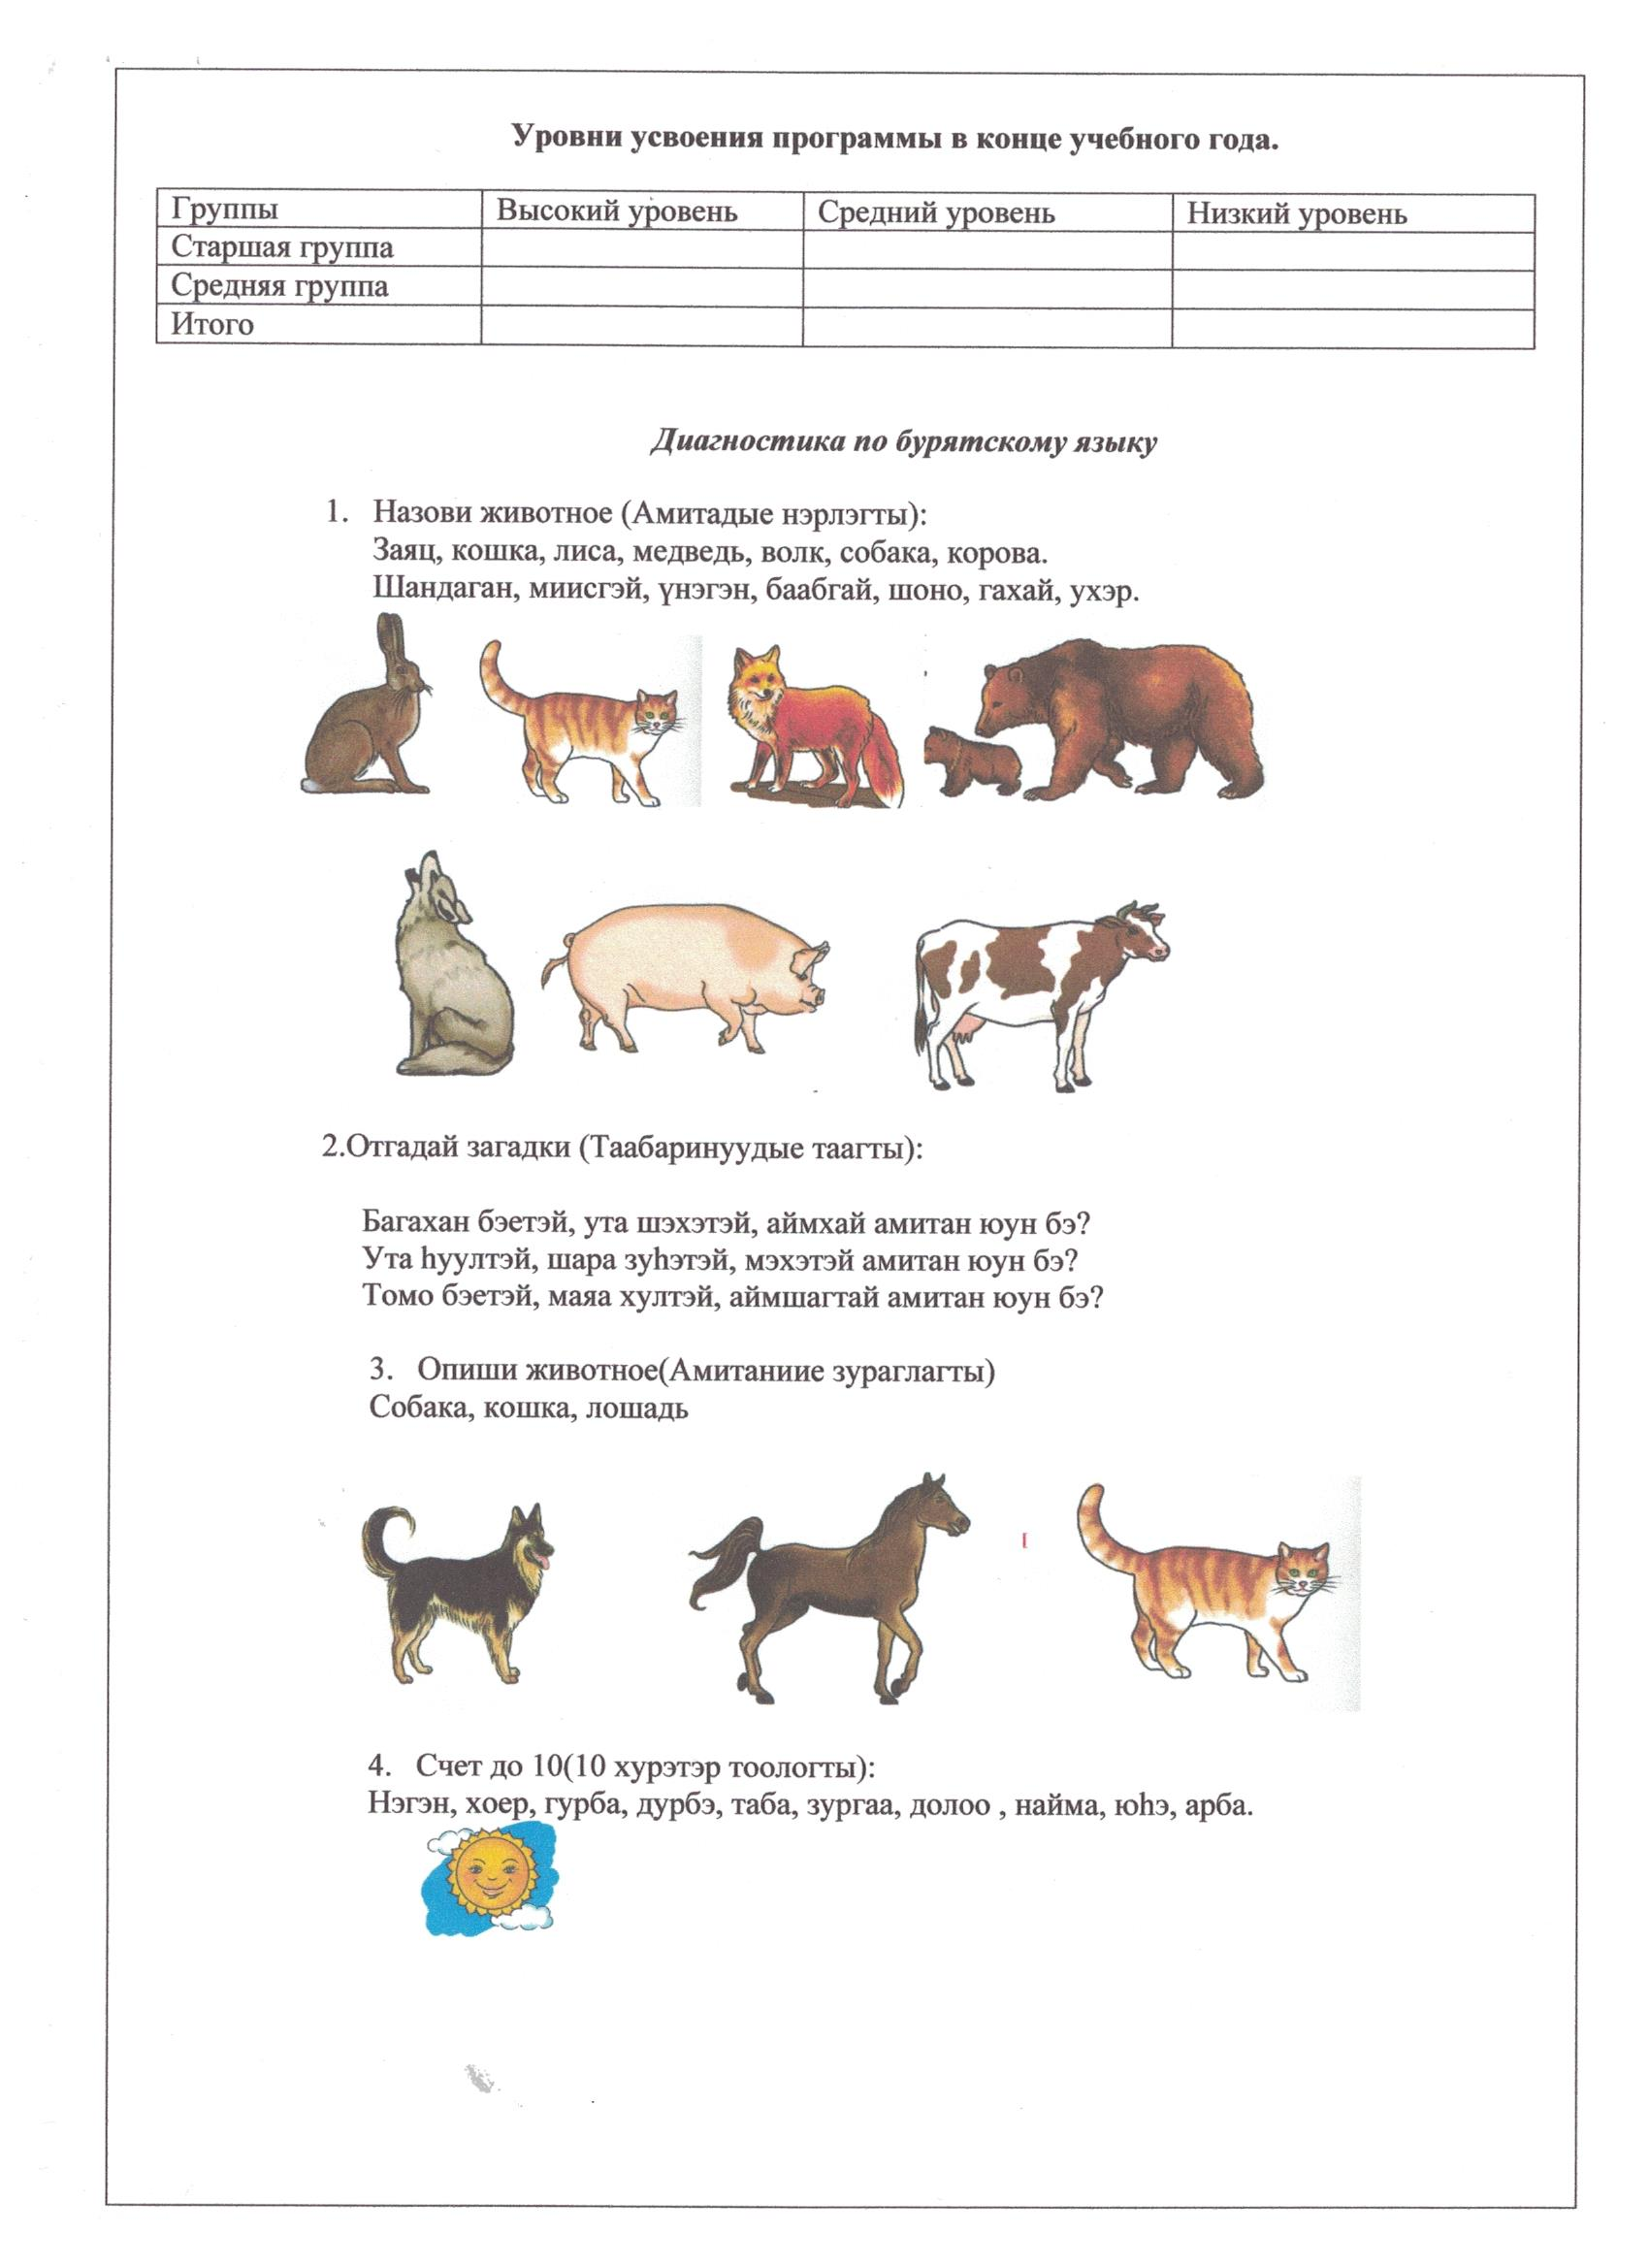 Уровни усвоения программы в конце учебного года.
Группы Высокий уровень Средний уровень Низкий уровень
Старшая группа
Средняя группа
Итого
Диагностика по бурятскому языку
1. Назови животное (Амитадые нэрлэгты):
Заяц, кошка, лиса, медведь, волк, собака, корова.
Шандаган, миисгэй, үнэгэн, баабгай, шоно, гахай, ухэр.
2.Отгадай загадки (Таабаринуудые таагты):
Багахан бэетэй, ута шэхэтэй, аймхай амитан юун бэ?
Ута һуултэй, шара зуһэтэй, мэхэтэй амитан юун бэ?
Томо бэетэй, маяа хултэй, аймшагтай амитан юун бэ?
3. Опиши животное(Амитаниие зураглагты)
Собака, кошка, лошадь
4. Счет до 10(10 хурэтэр тоологты):
Нэгэн, хоер, гурба, дурбэ, таба, зургаа, долоо , найма, юһэ, арба.